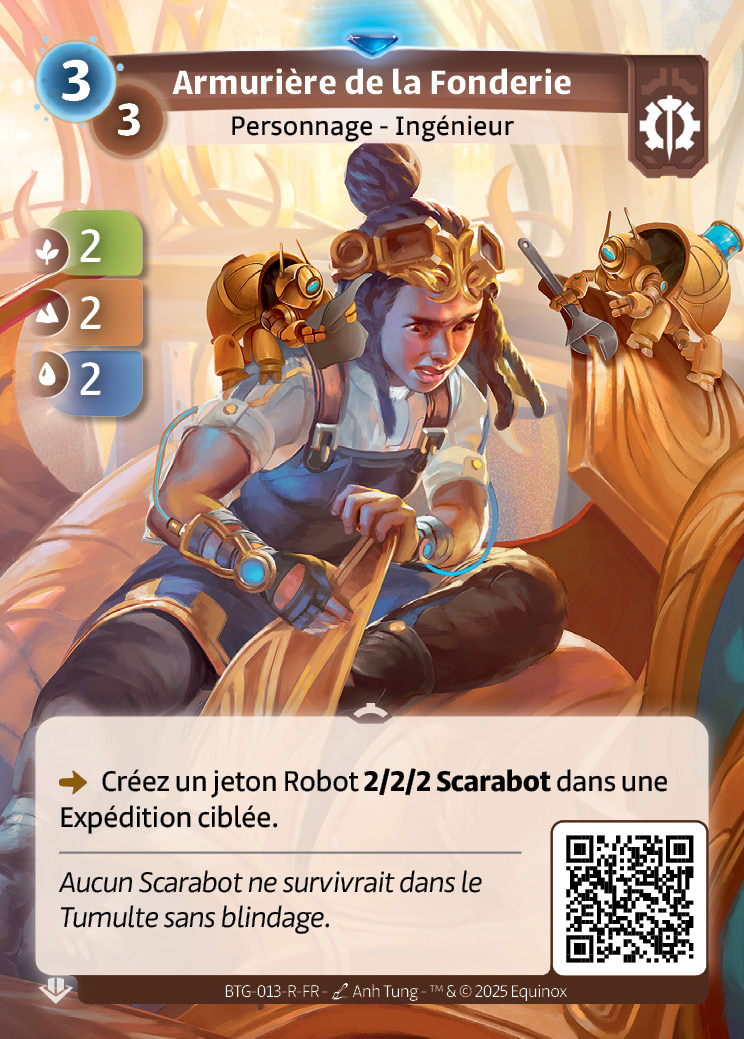 3
Armurière de la Fonderie
3
Personnage - Ingénieur
2
2
2
Créez un jeton Robot 2/2/2 Scarabot dans une
Expédition ciblée.
Aucun Scarabot ne survivrait dans le
Tumulte sans blindage.
BTG-013-R-FR - Anh Tung - ™ & © 2025 Equinox